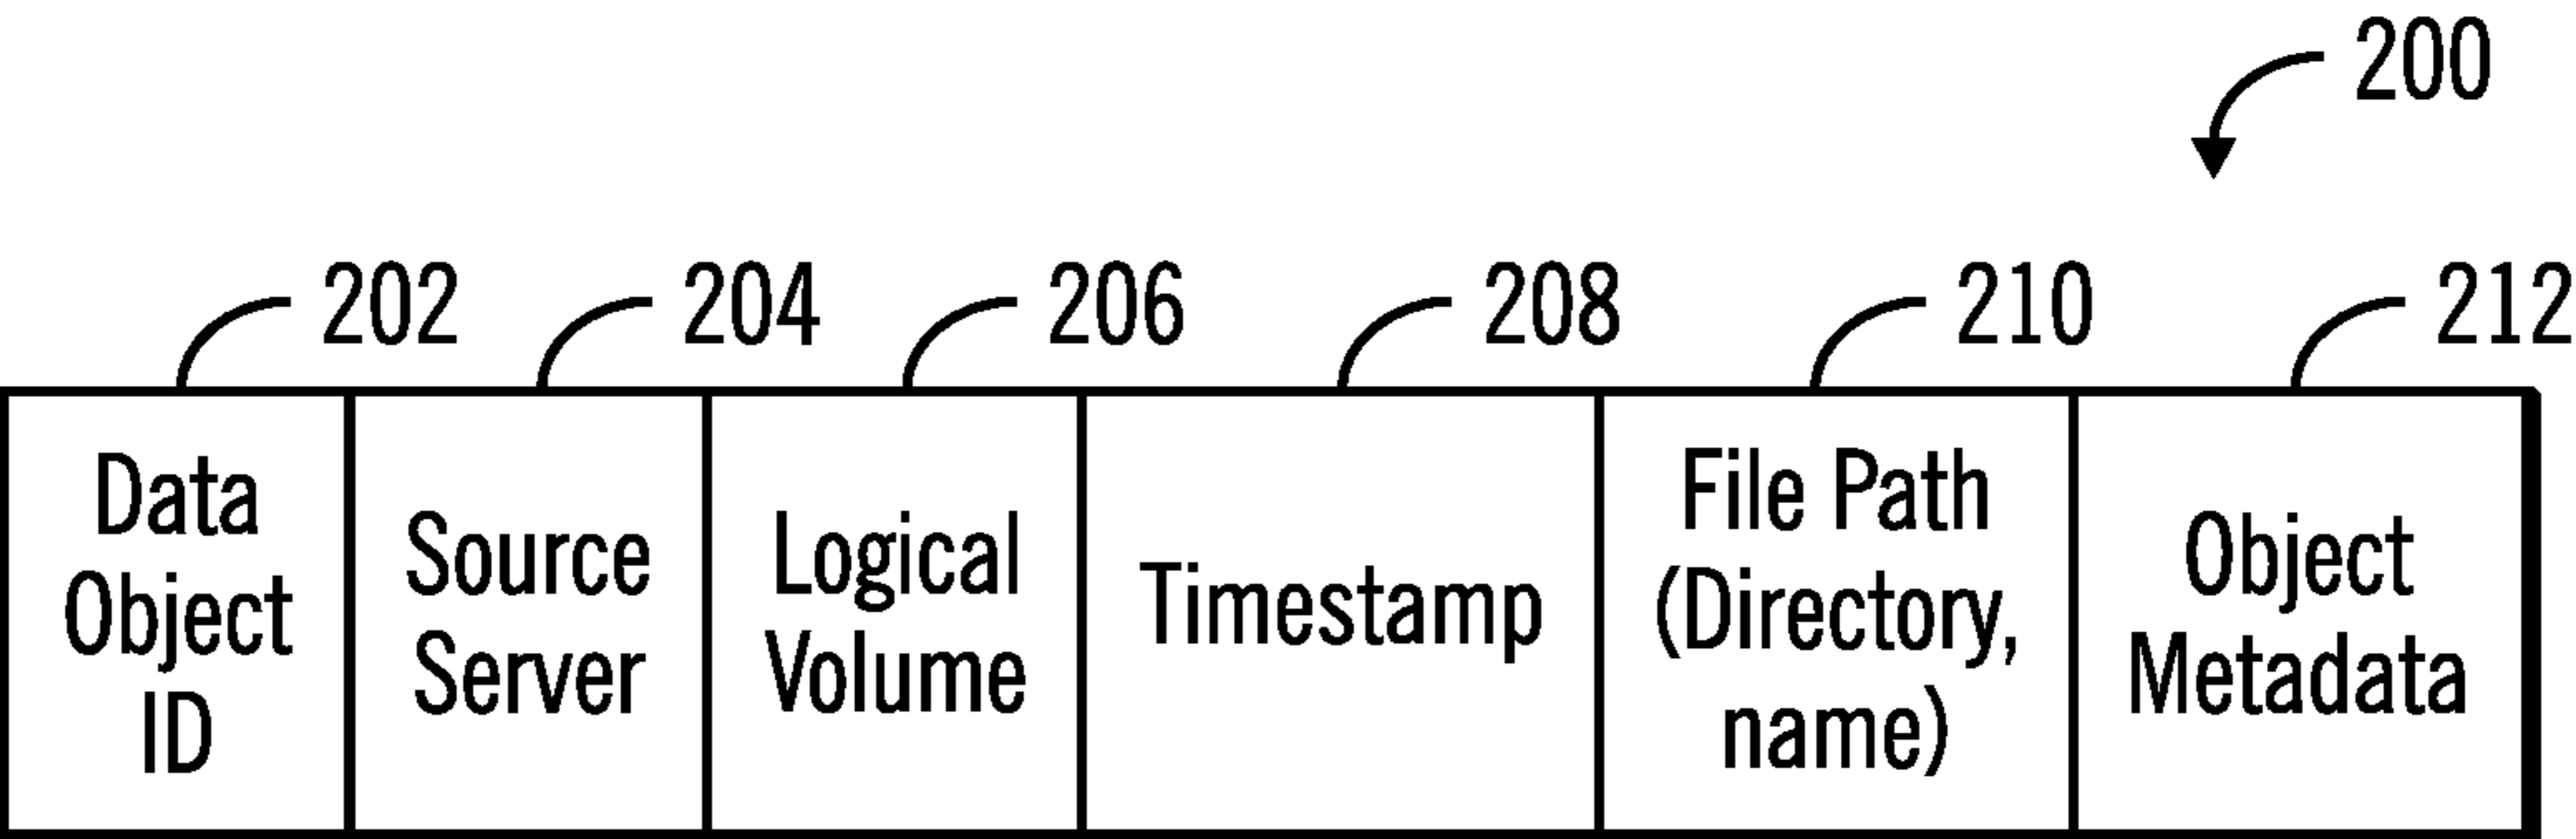 200
202
204
206
208
210
212
Data
Object
ID
Source
Server
Logical
Volume
Timestamp
File Path
(Directory,
name)
Object
Metadata